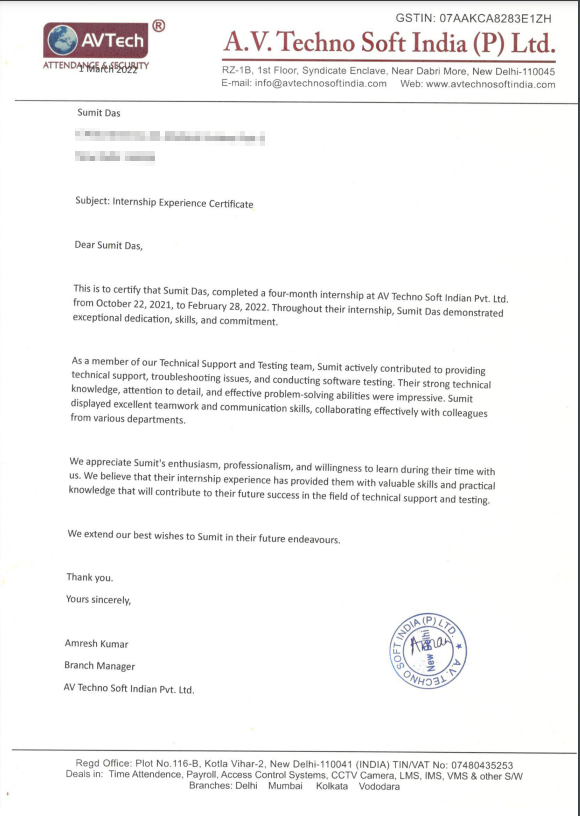 GSTIN: 07AAKCA8283E1ZH
AVTech ®
ATTENDANCE & SECURITY
1 March 2022
A.V. Techno Soft India (P) Ltd.
RZ-1B, 1st Floor, Syndicate Enclave, Near Dabri More, New Delhi-110045
E-mail: info@avtechnosoftindia.com Web: www.avtechnosoftindia.com
Sumit Das
Subject: Internship Experience Certificate
Dear Sumit Das,
This is to certify that Sumit Das, completed a four-month internship at AV Techno Soft Indian Pvt. Ltd.
from October 22, 2021, to February 28, 2022. Throughout their internship, Sumit Das demonstrated
exceptional dedication, skills, and commitment.
As a member of our Technical Support and Testing team, Sumit actively contributed to providing
technical support, troubleshooting issues, and conducting software testing. Their strong technical
knowledge, attention to detail, and effective problem-solving abilities were impressive. Sumit
displayed excellent teamwork and communication skills, collaborating effectively with colleagues
from various departments.
We appreciate Sumit's enthusiasm, professionalism, and willingness to learn during their time with
us. We believe that their internship experience has provided them with valuable skills and practical
knowledge that will contribute to their future success in the field of technical support and testing.
We extend our best wishes to Sumit in their future endeavours.
Thank you.
Yours sincerely,
Amresh Kumar
Branch Manager
AV Techno Soft Indian Pvt. Ltd.
A.V. TECHNO SOFT INDIA (P) LTD.
New Delhi
Regd Office: Plot No.116-B, Kotla Vihar-2, New Delhi-110041 (INDIA) TIN/VAT No: 07480435253
Deals in: Time Attendence, Payroll, Access Control Systems, CCTV Camera, LMS, IMS, VMS & other S/W
Branches: Delhi Mumbai Kolkata Vododara